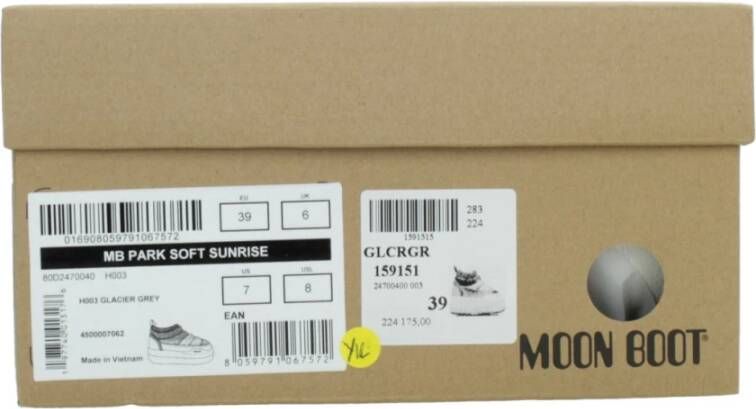 EU
UK
39
6
016908059791067572
MB PARK SOFT SUNRISE
80D2470040 H003
US
USL
7
8
H003 GLACIER GREY
EAN
4500007062
Made in Vietnam
8 059791 067572
283
224
1591515
GLCRGR
159151
24700400 003
39
224 175,00
MOON BOOT®